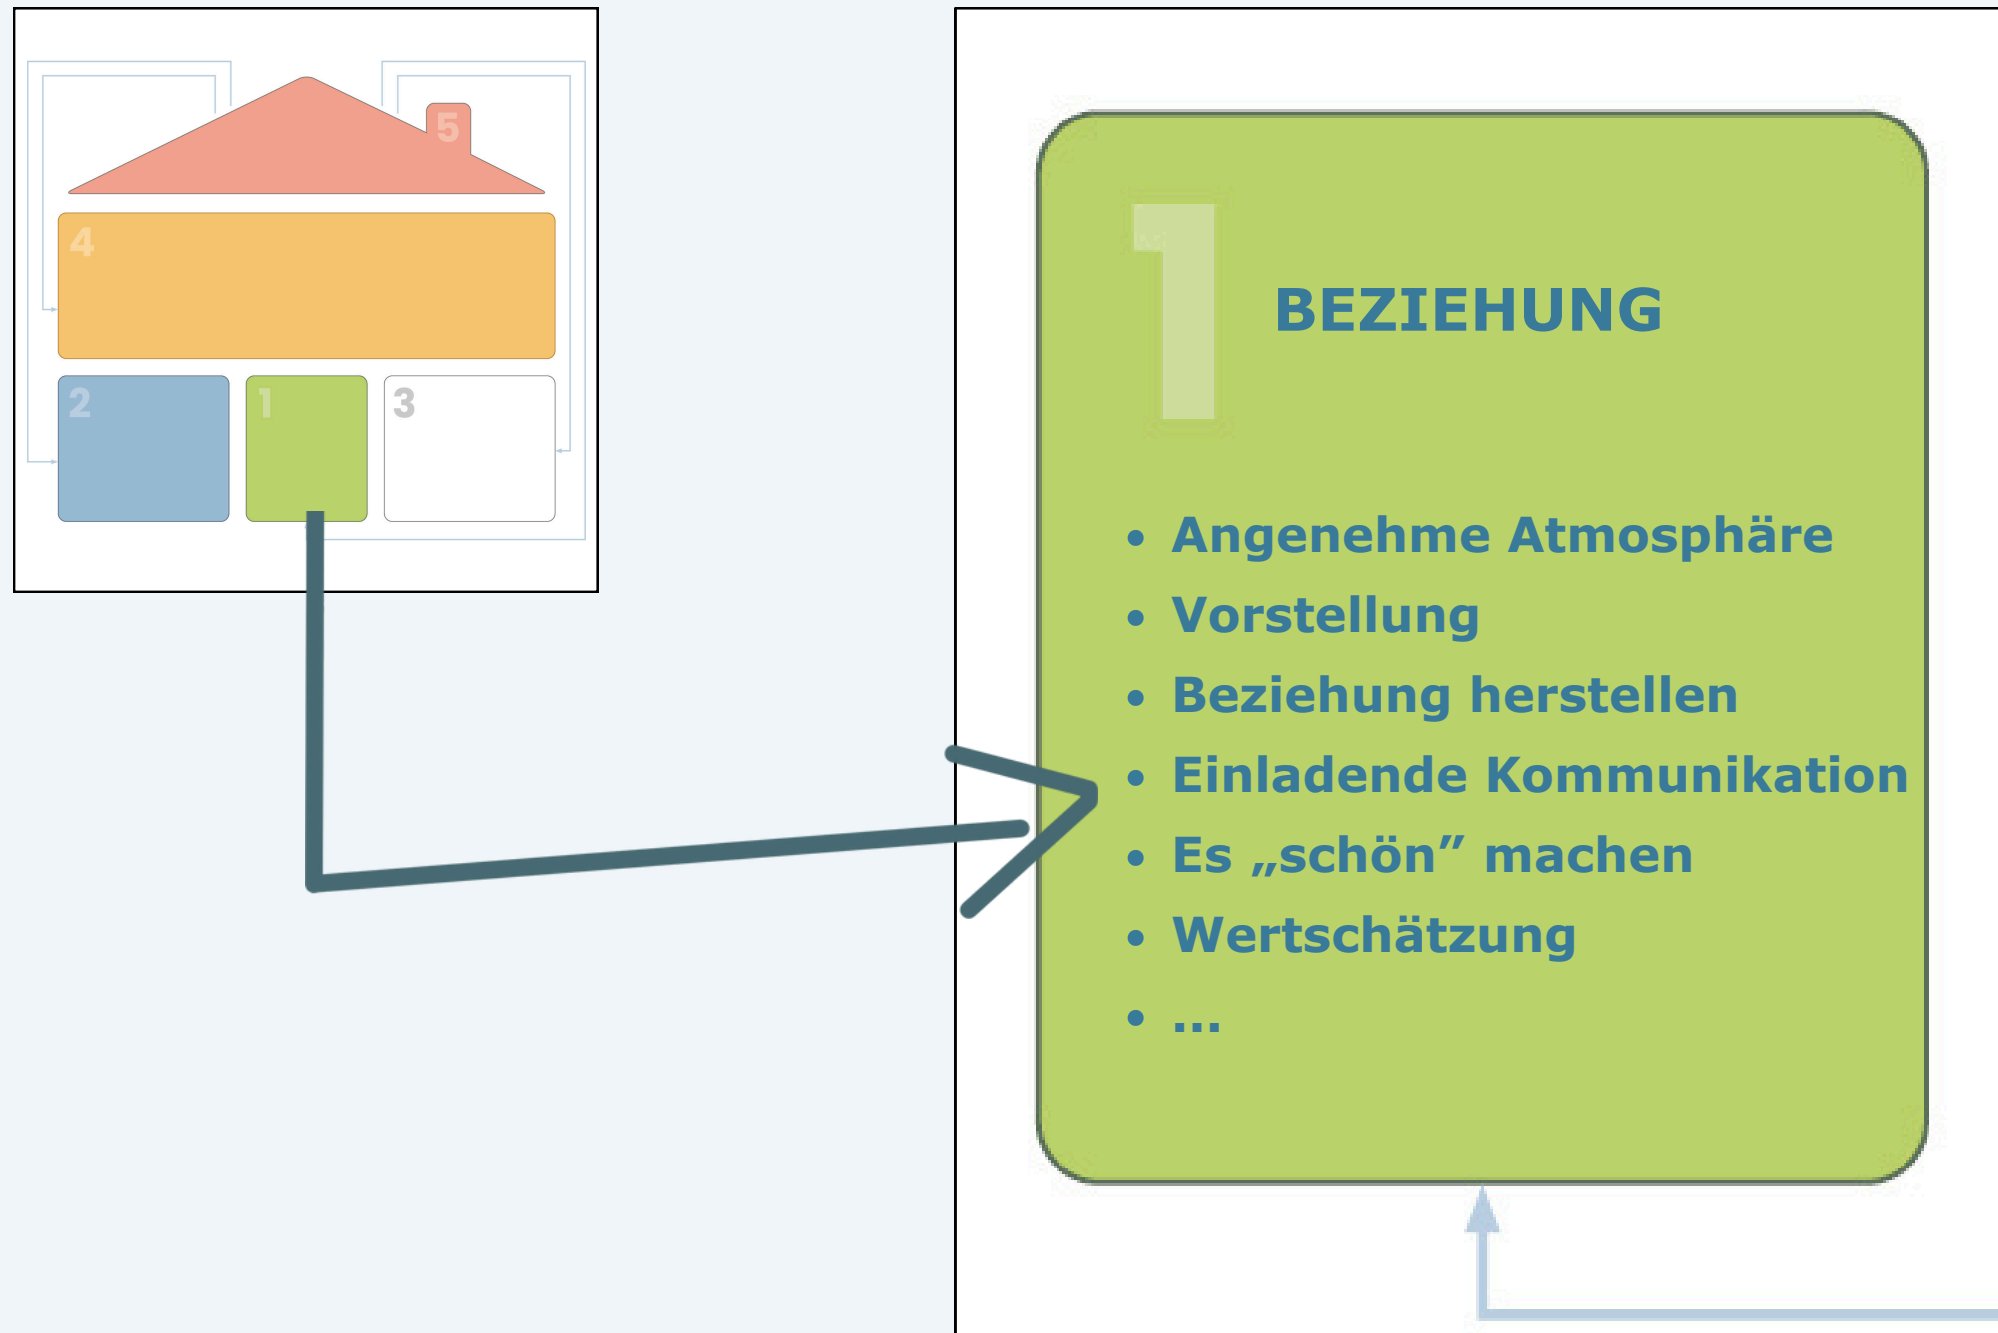 5
4
2
1
3
1
BEZIEHUNG
• Angenehme Atmosphäre
• Vorstellung
• Beziehung herstellen
• Einladende Kommunikation
• Es „schön” machen
• Wertschätzung
• ...